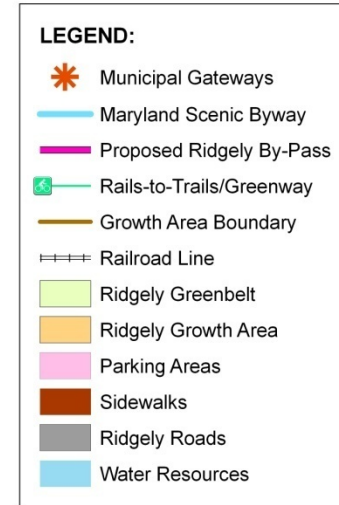 LEGEND:
Municipal Gateways
Maryland Scenic Byway
Proposed Ridgely By-Pass
Rails-to-Trails/Greenway
Growth Area Boundary
Railroad Line
Ridgely Greenbelt
Ridgely Growth Area
Parking Areas
Sidewalks
Ridgely Roads
Water Resources